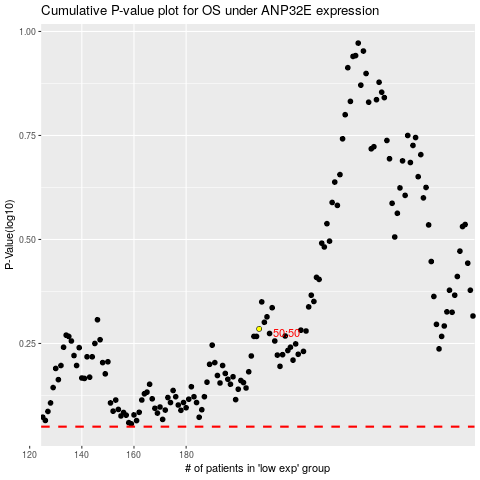 Cumulative P-value plot for OS under ANP32E expression
P-Value(log10)
1.00
0.75
0.50
0.25
50:50
120 140 160 180
# of patients in 'low exp' group